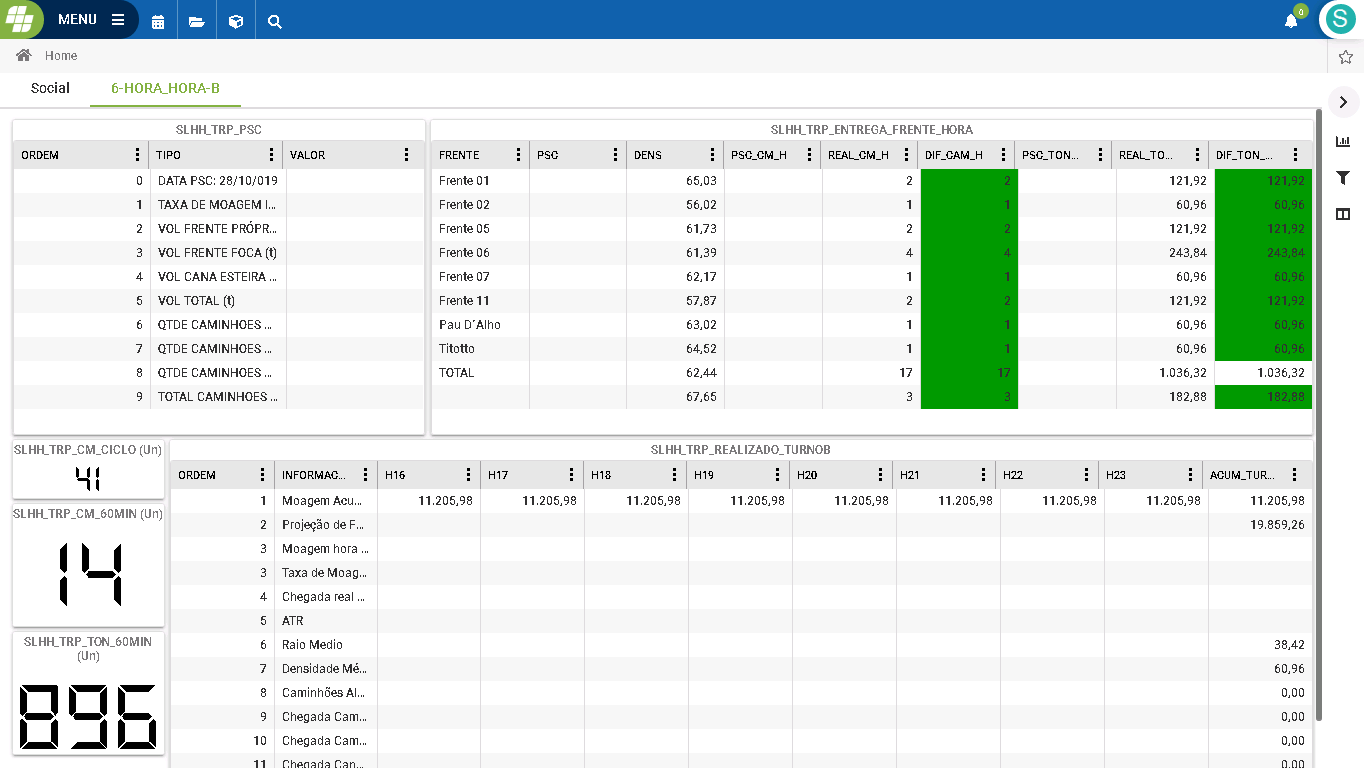 MENU
0
S
Home
Social 6-HORA_HORA-B
SLHH_TRP_PSC
ORDEM TIPO VALOR
0 DATA PSC: 28/10/019
1 TAXA DE MOAGEM I...
2 VOL FRENTE PRÓPR...
3 VOL FRENTE FOCA (t)
4 VOL CANA ESTEIRA ...
5 VOL TOTAL (t)
6 QTDE CAMINHOES ...
7 QTDE CAMINHOES ...
8 QTDE CAMINHOES ...
9 TOTAL CAMINHOES ...
SLHH_TRP_ENTREGA_FRENTE_HORA
FRENTE PSC DENS PSC_CM_H REAL_CM_H DIF_CAM_H PSC_TON... REAL_TO... DIF_TON_...
Frente 01 65,03 2 2 121,92 121,92
Frente 02 56,02 1 1 60,96 60,96
Frente 05 61,73 2 2 121,92 121,92
Frente 06 61,39 4 4 243,84 243,84
Frente 07 62,17 1 1 60,96 60,96
Frente 11 57,87 2 2 121,92 121,92
Pau D´Alho 63,02 1 1 60,96 60,96
Titotto 64,52 1 1 60,96 60,96
TOTAL 62,44 17 17 1.036,32 1.036,32
67,65 3 3 182,88 182,88
SLHH_TRP_CM_CICLO (Un)
41
SLHH_TRP_CM_60MIN (Un)
14
SLHH_TRP_TON_60MIN
(Un)
896
SLHH_TRP_REALIZADO_TURNOB
ORDEM INFORMAC... H16 H17 H18 H19 H20 H21 H22 H23 ACUM_TUR...
1 Moagem Acu... 11.205,98 11.205,98 11.205,98 11.205,98 11.205,98 11.205,98 11.205,98 11.205,98 11.205,98
2 Projeção de F... 19.859,26
3 Moagem hora ...
3 Taxa de Moag...
4 Chegada real ...
5 ATR
6 Raio Medio 38,42
7 Densidade Mé... 60,96
8 Caminhões Al... 0,00
9 Chegada Cam... 0,00
10 Chegada Cam... 0,00
11 Chegada Can... 0,00